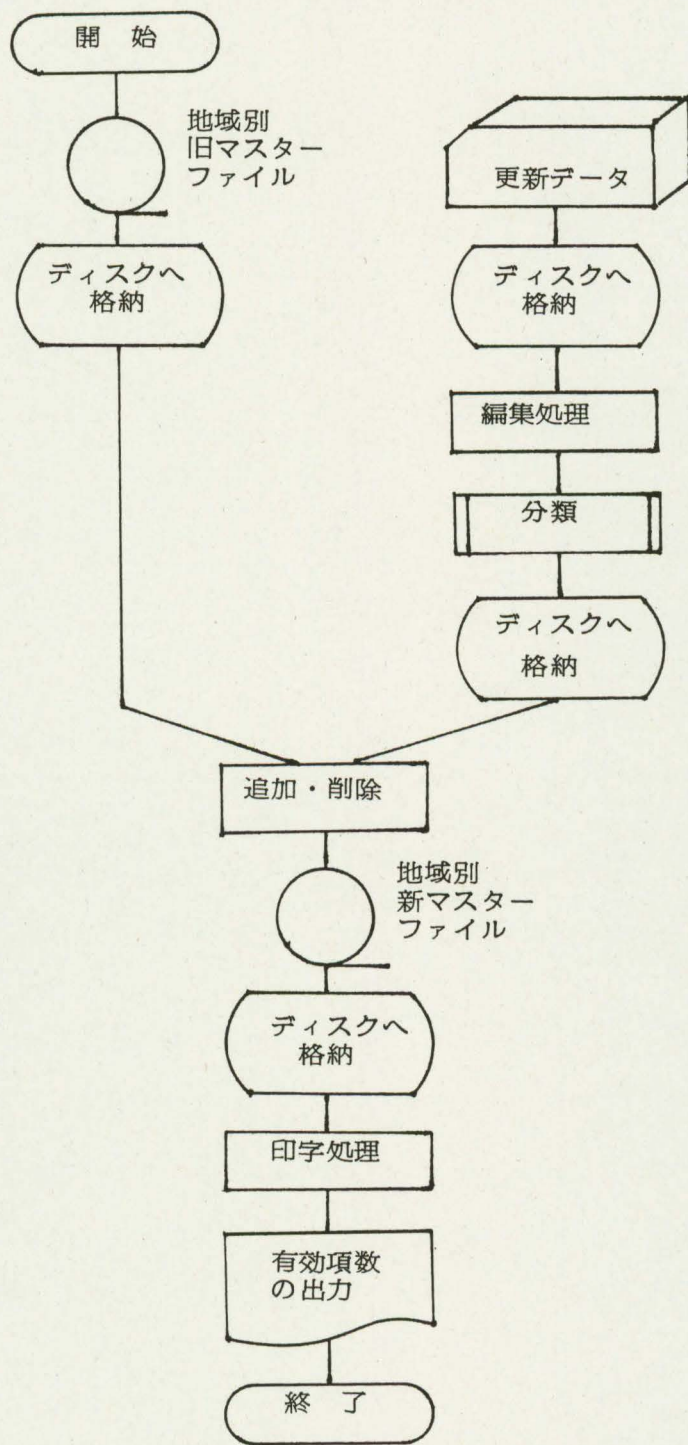 開 始
地域別
旧マスター
ファイル
ディスクへ
格納
更新データ
ディスクへ
格納
編集処理
分類
ディスクへ
格納
追加・削除
地域別
新マスター
ファイル
ディスクへ
格納
印字処理
有効項数
の出力
終 了